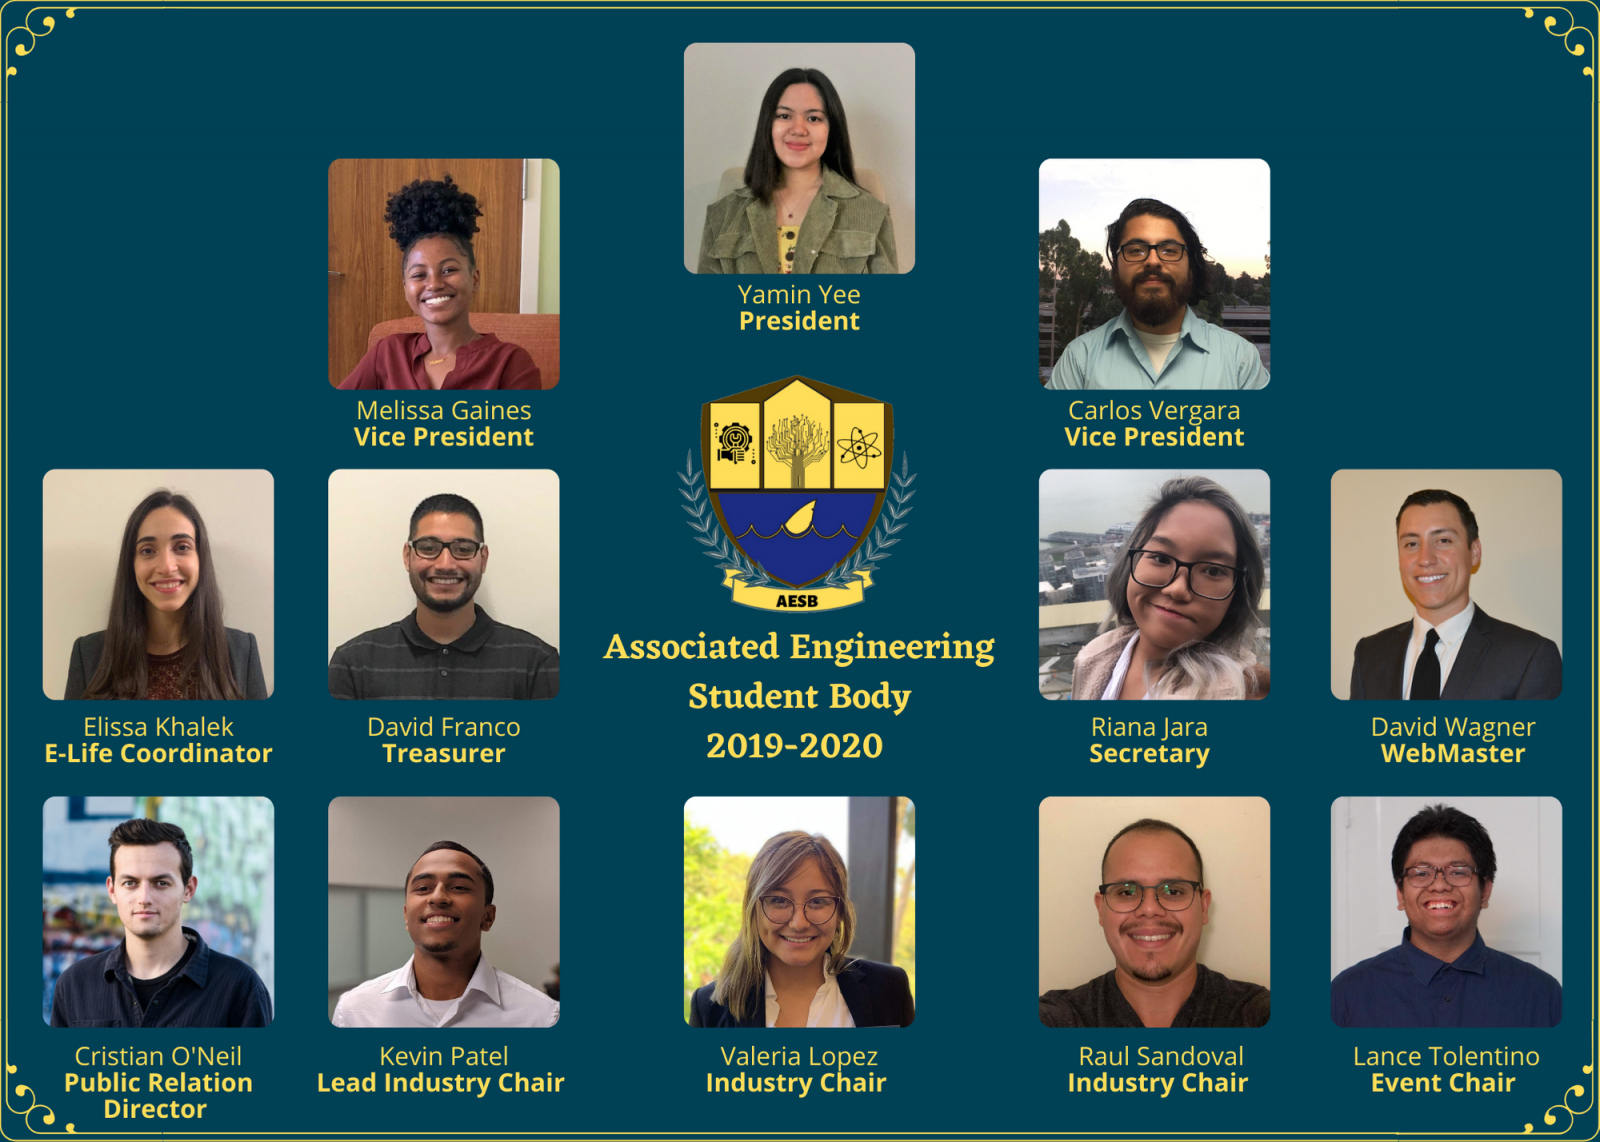 Yamin Yee
President
Melissa Gaines
Vice President
Carlos Vergara
Vice President
AESB
Associated Engineering
Student Body
2019-2020
Elissa Khalek
E-Life Coordinator
David Franco
Treasurer
Riana Jara
Secretary
David Wagner
WebMaster
Cristian O'Neil
Public Relation
Director
Kevin Patel
Lead Industry Chair
Valeria Lopez
Industry Chair
Raul Sandoval
Industry Chair
Lance Tolentino
Event Chair